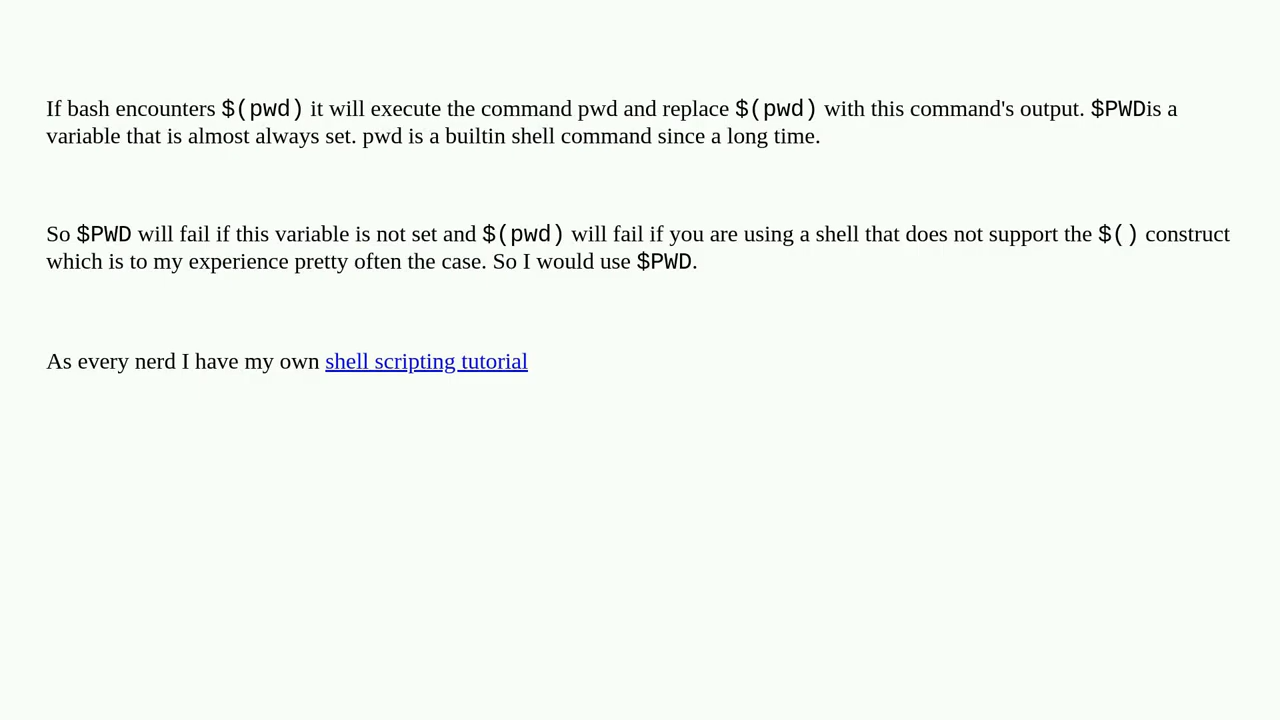 If bash encounters $(pwd) it will execute the command pwd and replace $(pwd) with this command's output. $PWDis a
variable that is almost always set. pwd is a builtin shell command since a long time.
So $PWD will fail if this variable is not set and $(pwd) will fail if you are using a shell that does not support the $() construct
which is to my experience pretty often the case. So I would use $PWD.
As every nerd I have my own shell scripting tutorial